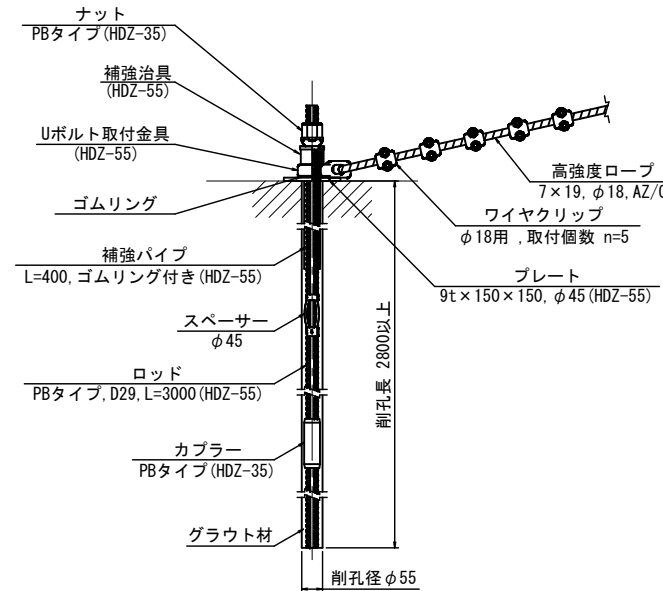 ナット
PBタイプ(HDZ-35)
補強治具
(HDZ-55)
Uボルト取付金具
(HDZ-55)
ゴムリング
補強パイプ
L=400,ゴムリング付き(HDZ-55)
スペーサー
φ45
ロッド
PBタイプ,D29,L=3000(HDZ-55)
カプラー
PBタイプ(HDZ-35)
グラウト材
高強度ロープ
7×19,φ18,AZ/
ワイヤクリップ
φ18用 ,取付個数 n=5
プレート
9t×150×150,φ45(HDZ-55)
削孔長 2800以上
削孔径φ55